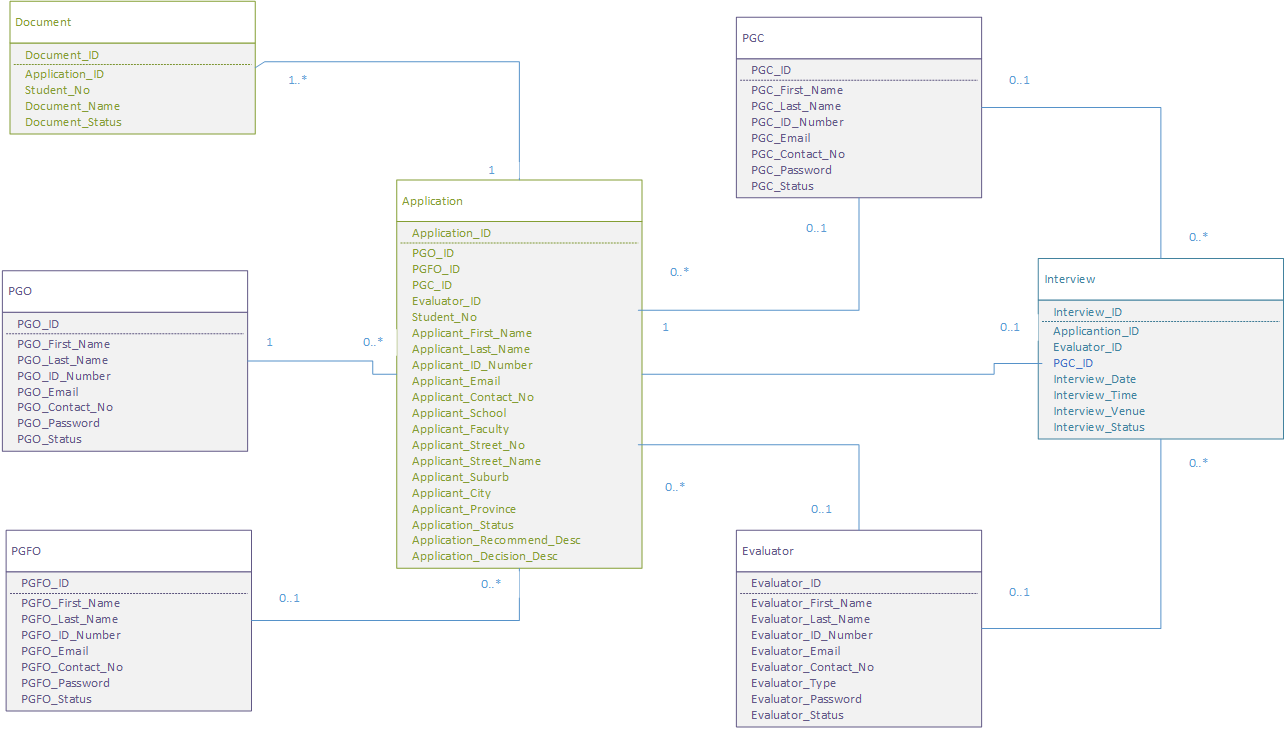 Document
Document_ID
Application_ID
Student_No
Document_Name
Document_Status
1..*
1
PGC
PGC_ID
PGC_First_Name
PGC_Last_Name
PGC_ID_Number
PGC_Email
PGC_Contact_No
PGC_Password
PGC_Status
0..1
0..*
0..1
0..*
Application
Application_ID
PGO_ID
PGFO_ID
PGC_ID
Evaluator_ID
Student_No
Applicant_First_Name
Applicant_Last_Name
Applicant_ID_Number
Applicant_Email
Applicant_Contact_No
Applicant_School
Applicant_Faculty
Applicant_Street_No
Applicant_Street_Name
Applicant_Suburb
Applicant_City
Applicant_Province
Application_Status
Application_Recommend_Desc
Application_Decision_Desc
1
0..1
Interview
Interview_ID
Applicantion_ID
Evaluator_ID
PGC_ID
Interview_Date
Interview_Time
Interview_Venue
Interview_Status
PGO
PGO_ID
PGO_First_Name
PGO_Last_Name
PGO_ID_Number
PGO_Email
PGO_Contact_No
PGO_Password
PGO_Status
1
0..*
0..*
0..1
0..*
0..1
PGFO
PGFO_ID
PGFO_First_Name
PGFO_Last_Name
PGFO_ID_Number
PGFO_Email
PGFO_Contact_No
PGFO_Password
PGFO_Status
0..1
0..*
Evaluator
Evaluator_ID
Evaluator_First_Name
Evaluator_Last_Name
Evaluator_ID_Number
Evaluator_Email
Evaluator_Contact_No
Evaluator_Type
Evaluator_Password
Evaluator_Status